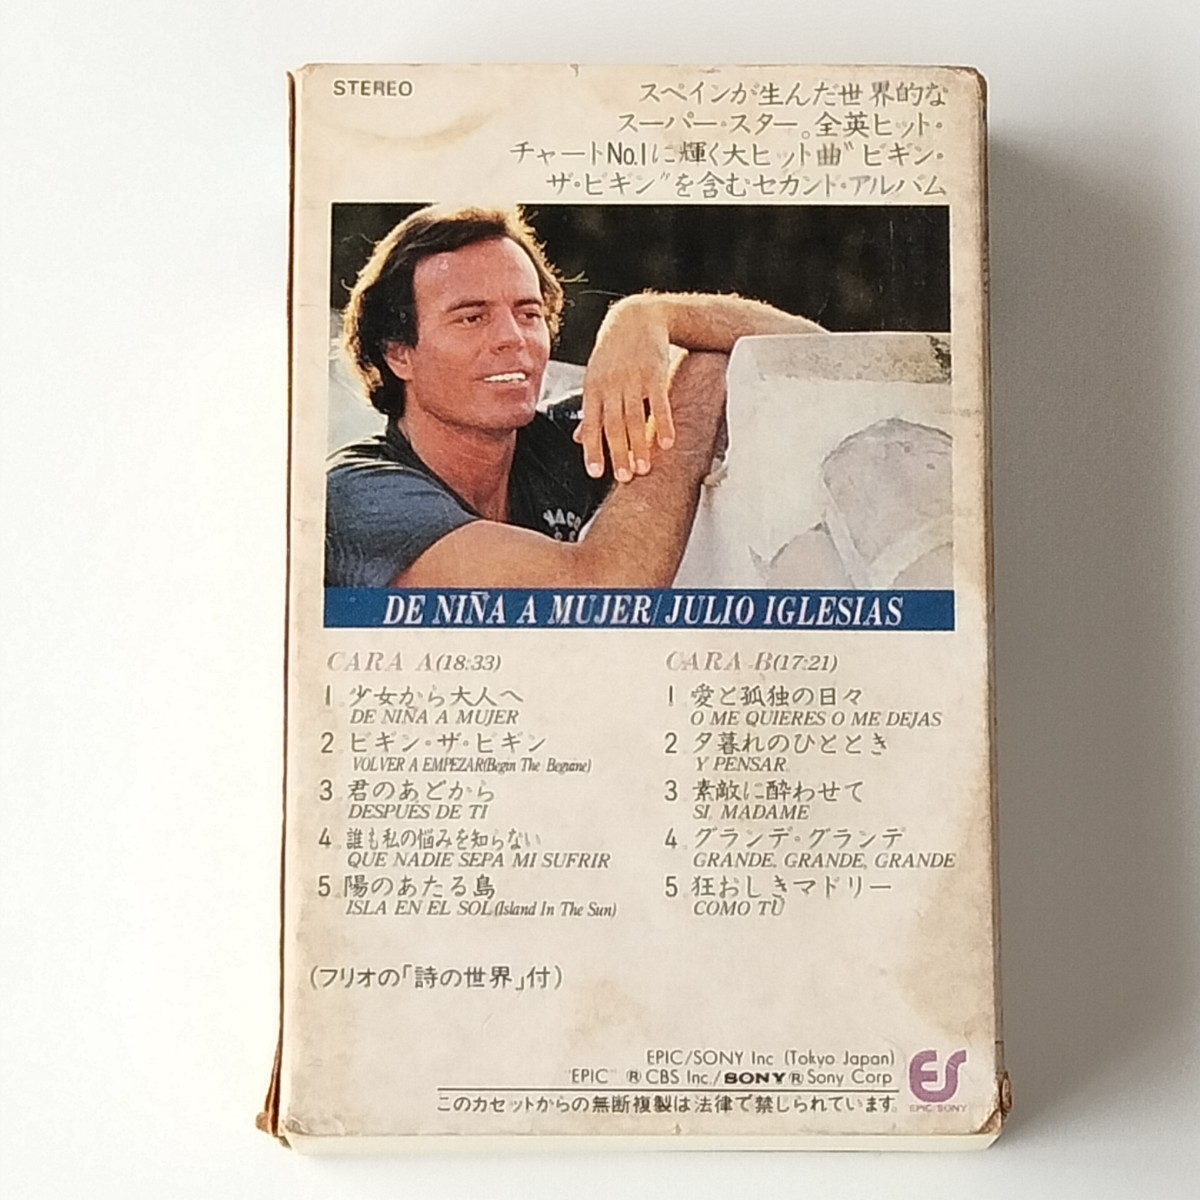 STEREO
スペインが生んだ世界的な
スーパー・スター。全英ヒット・
チャートNo.1に輝く大ヒット曲"ビギン・
ザ・ビギン"を含むセカンド・アルバム
DE NIÑA A MUJER/JULIO IGLESIAS
CARA A(18:33)
1 少女から大人へ
DE NIÑA A MUJER
2 ビギン・ザ・ビギン
VOLVER A EMPEZAR(Begin The Beguine)
3 君のあとから
DESPUÉS DE TI
4 誰も私の悩みを知らない
QUE NADIE SEPA MI SUFRIR
5 陽のあたる島
ISLA EN EL SOL(Island In The Sun)
CARA B(17:21)
1 愛と孤独の日々
O ME QUIERES O ME DEJAS
2 夕暮れのひととき
Y PENSAR
3 素敵に酔わせて
SI, MADAME
4 グランデ・グランデ
GRANDE, GRANDE, GRANDE
5 狂おしきマドリー
COMO TÚ
(フリオの「詩の世界」付)
EPIC/SONY Inc (Tokyo Japan)
"EPIC" ® CBS Inc./SONY® Sony Corp
このカセットからの無断複製は法律で禁じられています。
ES
EPIC/SONY